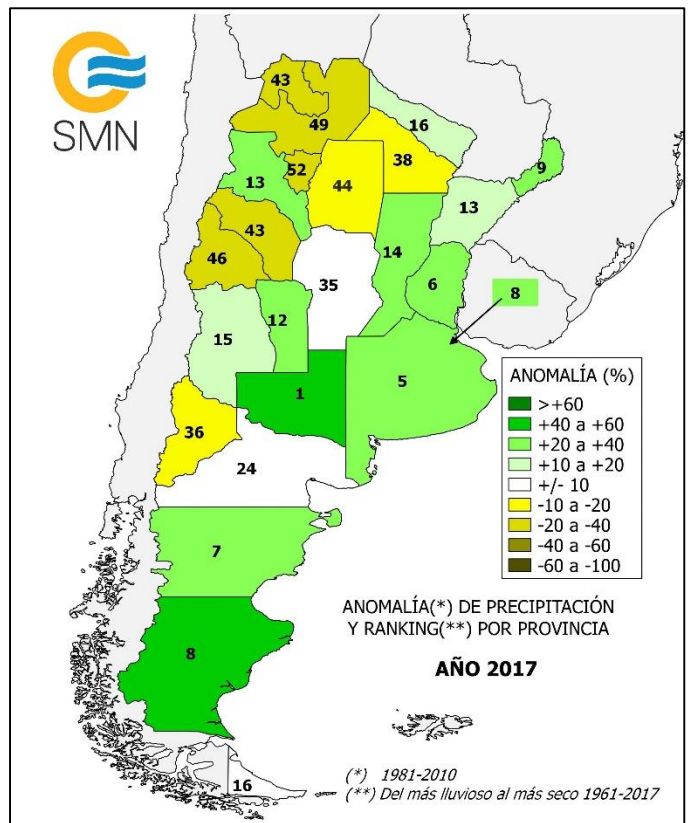 SMN
43
49
16
52
38
9
13
44
13
43
46
14
35
6
8
12
15
1
5
36
24
7
8
16
ANOMALÍA (%)
>+60
+40 a +60
+20 a +40
+10 a +20
+/- 10
-10 a -20
-20 a -40
-40 a -60
-60 a -100
ANOMALÍA(*) DE PRECIPITACIÓN
Y RANKING(**) POR PROVINCIA
AÑO 2017
(*) 1981-2010
(**) Del más lluvioso al más seco 1961-2017